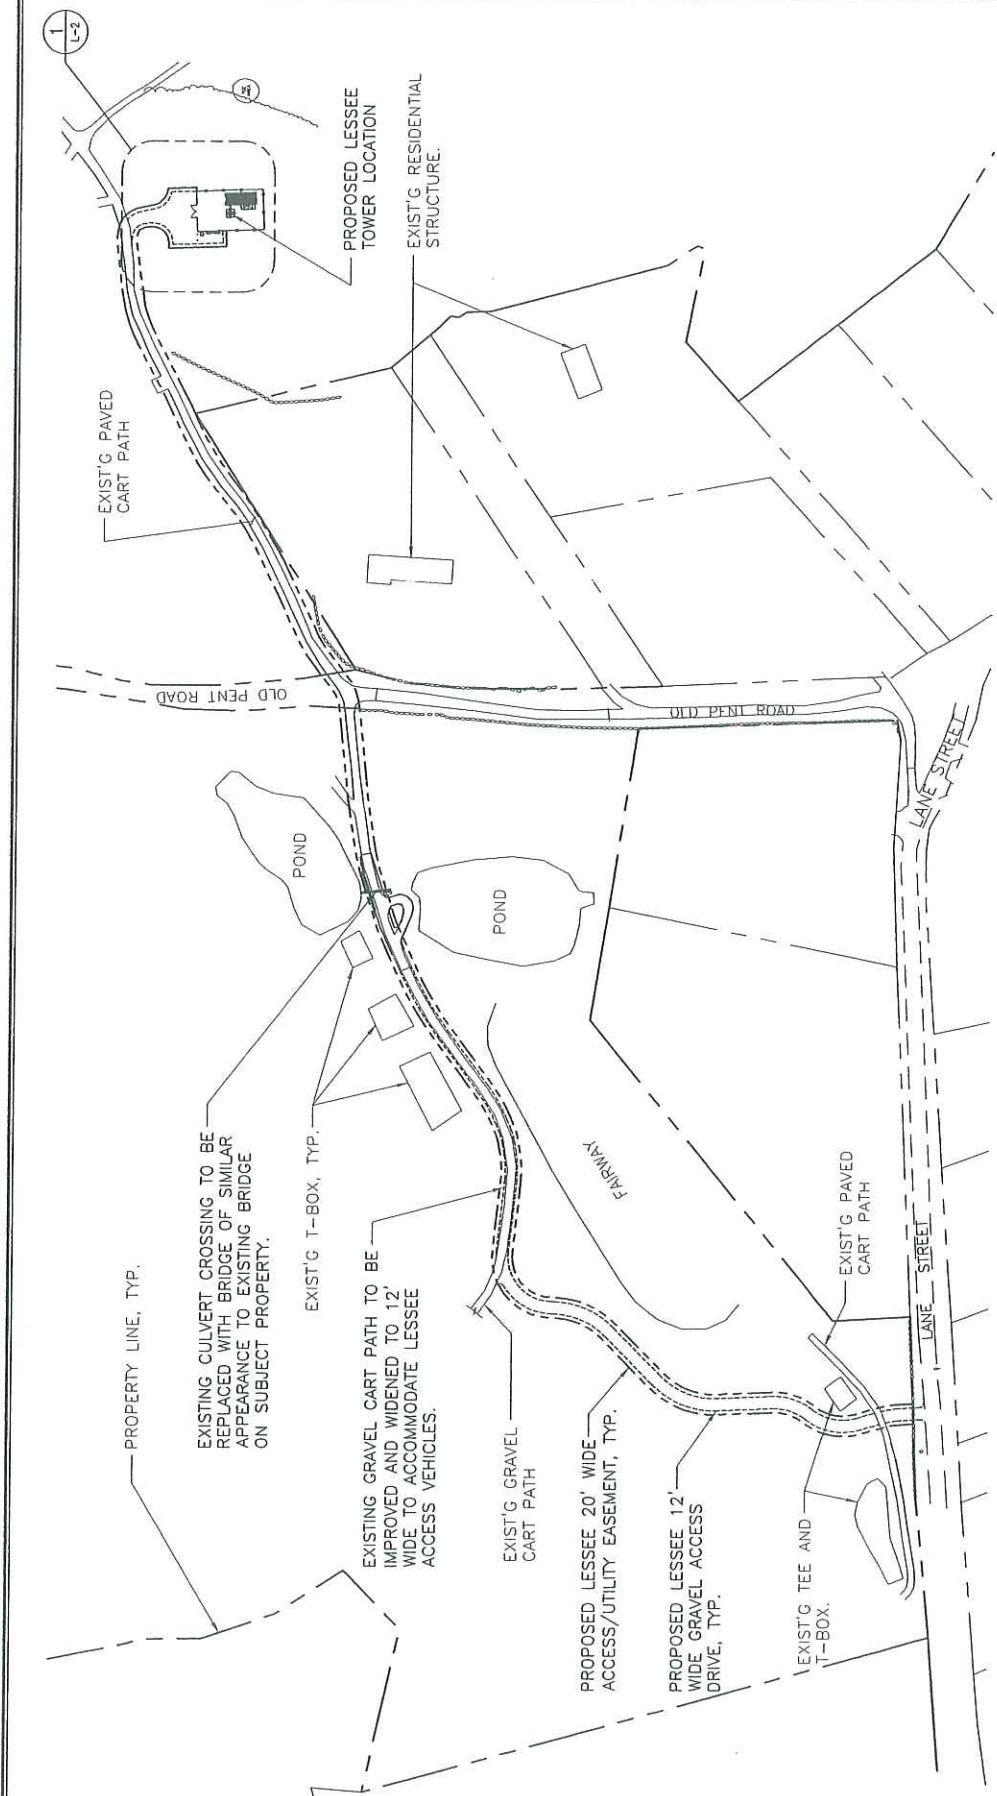 1
L-2
PROPOSED LESSEE
TOWER LOCATION
EXIST'G RESIDENTIAL
STRUCTURE.
EXIST'G PAVED
CART PATH
OLD PENT ROAD
OLD PENT ROAD
LANE STREET
POND
POND
EXISTING CULVERT CROSSING TO BE
REPLACED WITH BRIDGE OF SIMILAR
APPEARANCE TO EXISTING BRIDGE
ON SUBJECT PROPERTY.
EXIST'G T-BOX, TYP.
PROPERTY LINE, TYP.
EXISTING GRAVEL CART PATH TO BE
IMPROVED AND WIDENED TO 12'
WIDE TO ACCOMMODATE LESSEE
ACCESS VEHICLES.
FAIRWAY
EXIST'G GRAVEL
CART PATH
EXIST'G PAVED
CART PATH
LANE STREET
PROPOSED LESSEE 20' WIDE
ACCESS/UTILITY EASEMENT, TYP.
PROPOSED LESSEE 12'
WIDE GRAVEL ACCESS
DRIVE, TYP.
EXIST'G TEE AND
T-BOX.